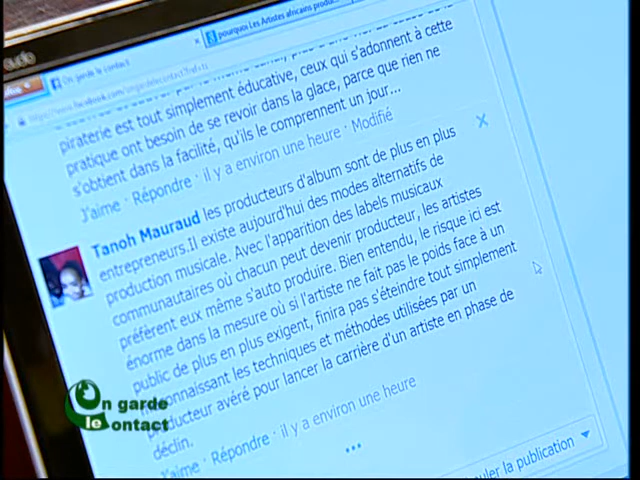 On garde le contact
pourquoi Les Artistes africains produ...
piraterie est tout simplement éducative, ceux qui s'adonnent à cette
pratique ont besoin de se revoir dans la glace, parce que rien ne
s'obtient dans la facilité, qu'ils le comprennent un jour...
J'aime · Répondre · il y a environ une heure · Modifié
Tanoh Mauraud les producteurs d'album sont de plus en plus
entrepreneurs.Il existe aujourd'hui des modes alternatifs de
production musicale. Avec l'apparition des labels musicaux
communautaires où chacun peut devenir producteur, les artistes
préfèrent eux même s'auto produire. Bien entendu, le risque ici est
énorme dans la mesure où si l'artiste ne fait pas le poids face à un
public de plus en plus exigent, finira pas s'éteindre tout simplement
connaissant les techniques et méthodes utilisées par un
producteur avéré pour lancer la carrière d'un artiste en phase de
déclin.
J'aime · Répondre · il y a environ une heure
uler la publication
On garde
le contact